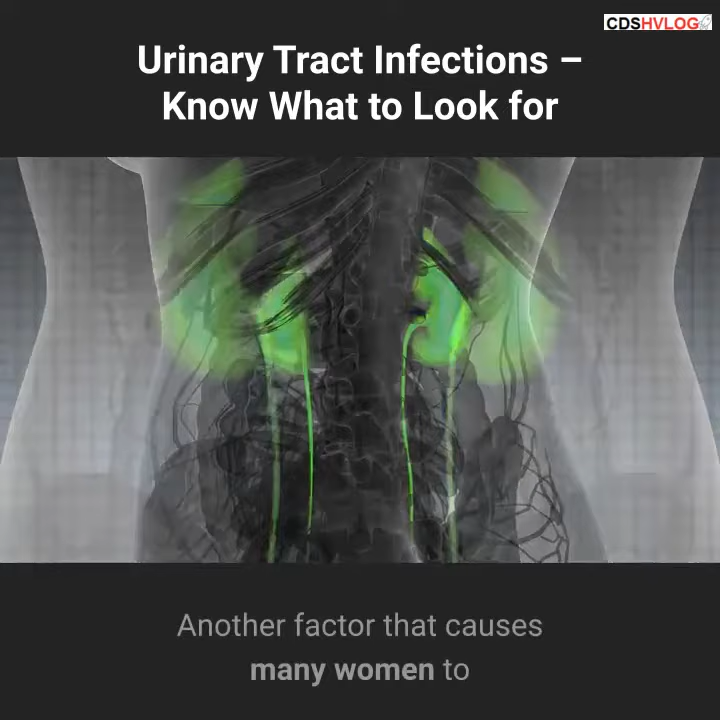 CDSHVLOG
Urinary Tract Infections –
Know What to Look for
Another factor that causes
many women to